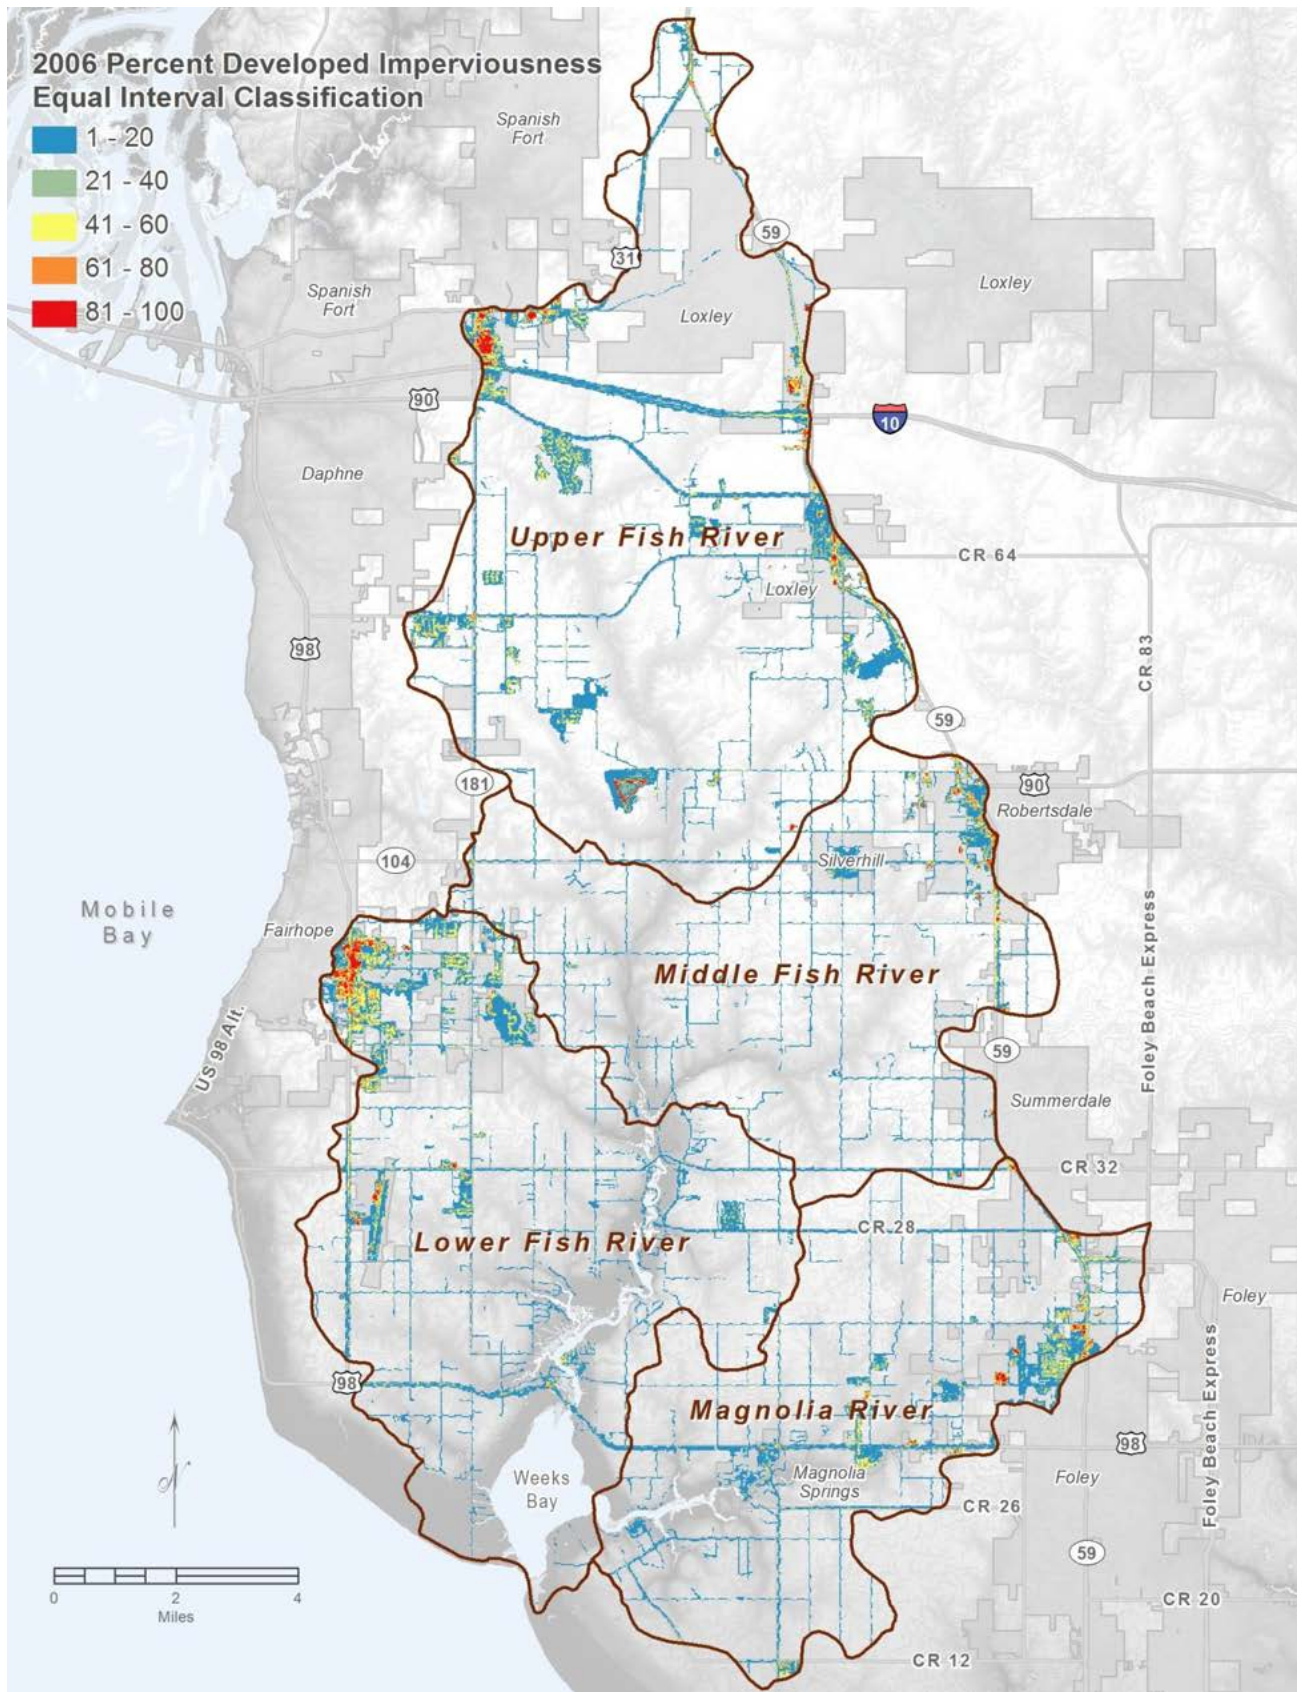 2006 Percent Developed Imperviousness
Equal Interval Classification
1 - 20
21 - 40
41 - 60
61 - 80
81 - 100
Spanish
Fort
59
31
Loxley
Spanish
Fort
Loxley
90
10
Daphne
Upper Fish River
CR 64
Loxley
98
CR 83
59
181
90
Robertsdale
104
Silverhill
Mobile
Bay
Fairhope
Middle Fish River
Foley Beach Express
US 98 Alt.
59
Summerdale
CR 32
CR 28
Lower Fish River
Foley
Foley Beach Express
98
Magnolia River
98
Weeks
Bay
Magnolia
Springs
Foley
CR 26
N
59
0
2
4
Miles
CR 20
CR 12